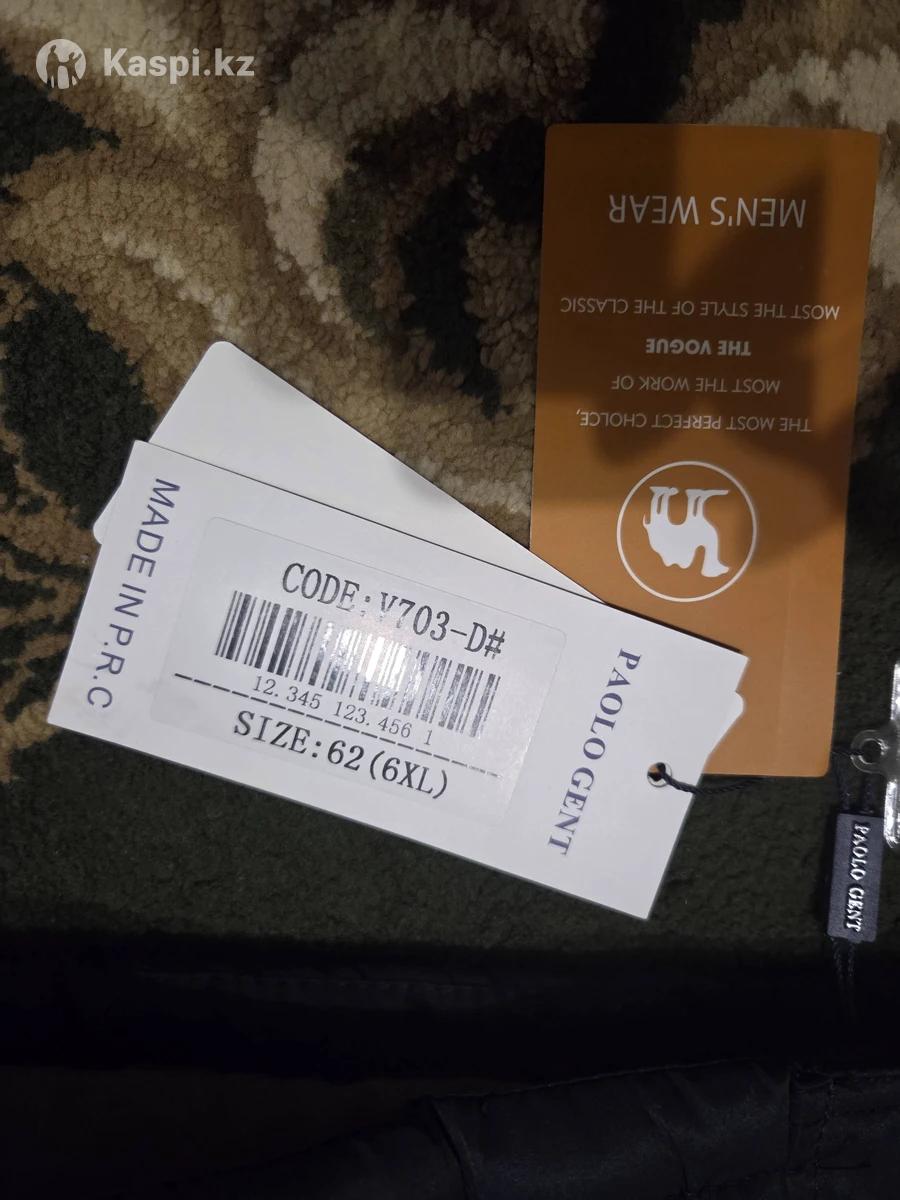 Kaspi.kz
MEN'S WEAR
MOST THE STYLE OF THE CLASSIC
THE VOGUE
MOST THE WORK OF
THE MOST PERFECT CHOLCE,
MADE IN P.R.C
CODE:V703-D#
12.345 123.456 1
SIZE:62(6XL)
PAOLO GENT
PAOLO GENT